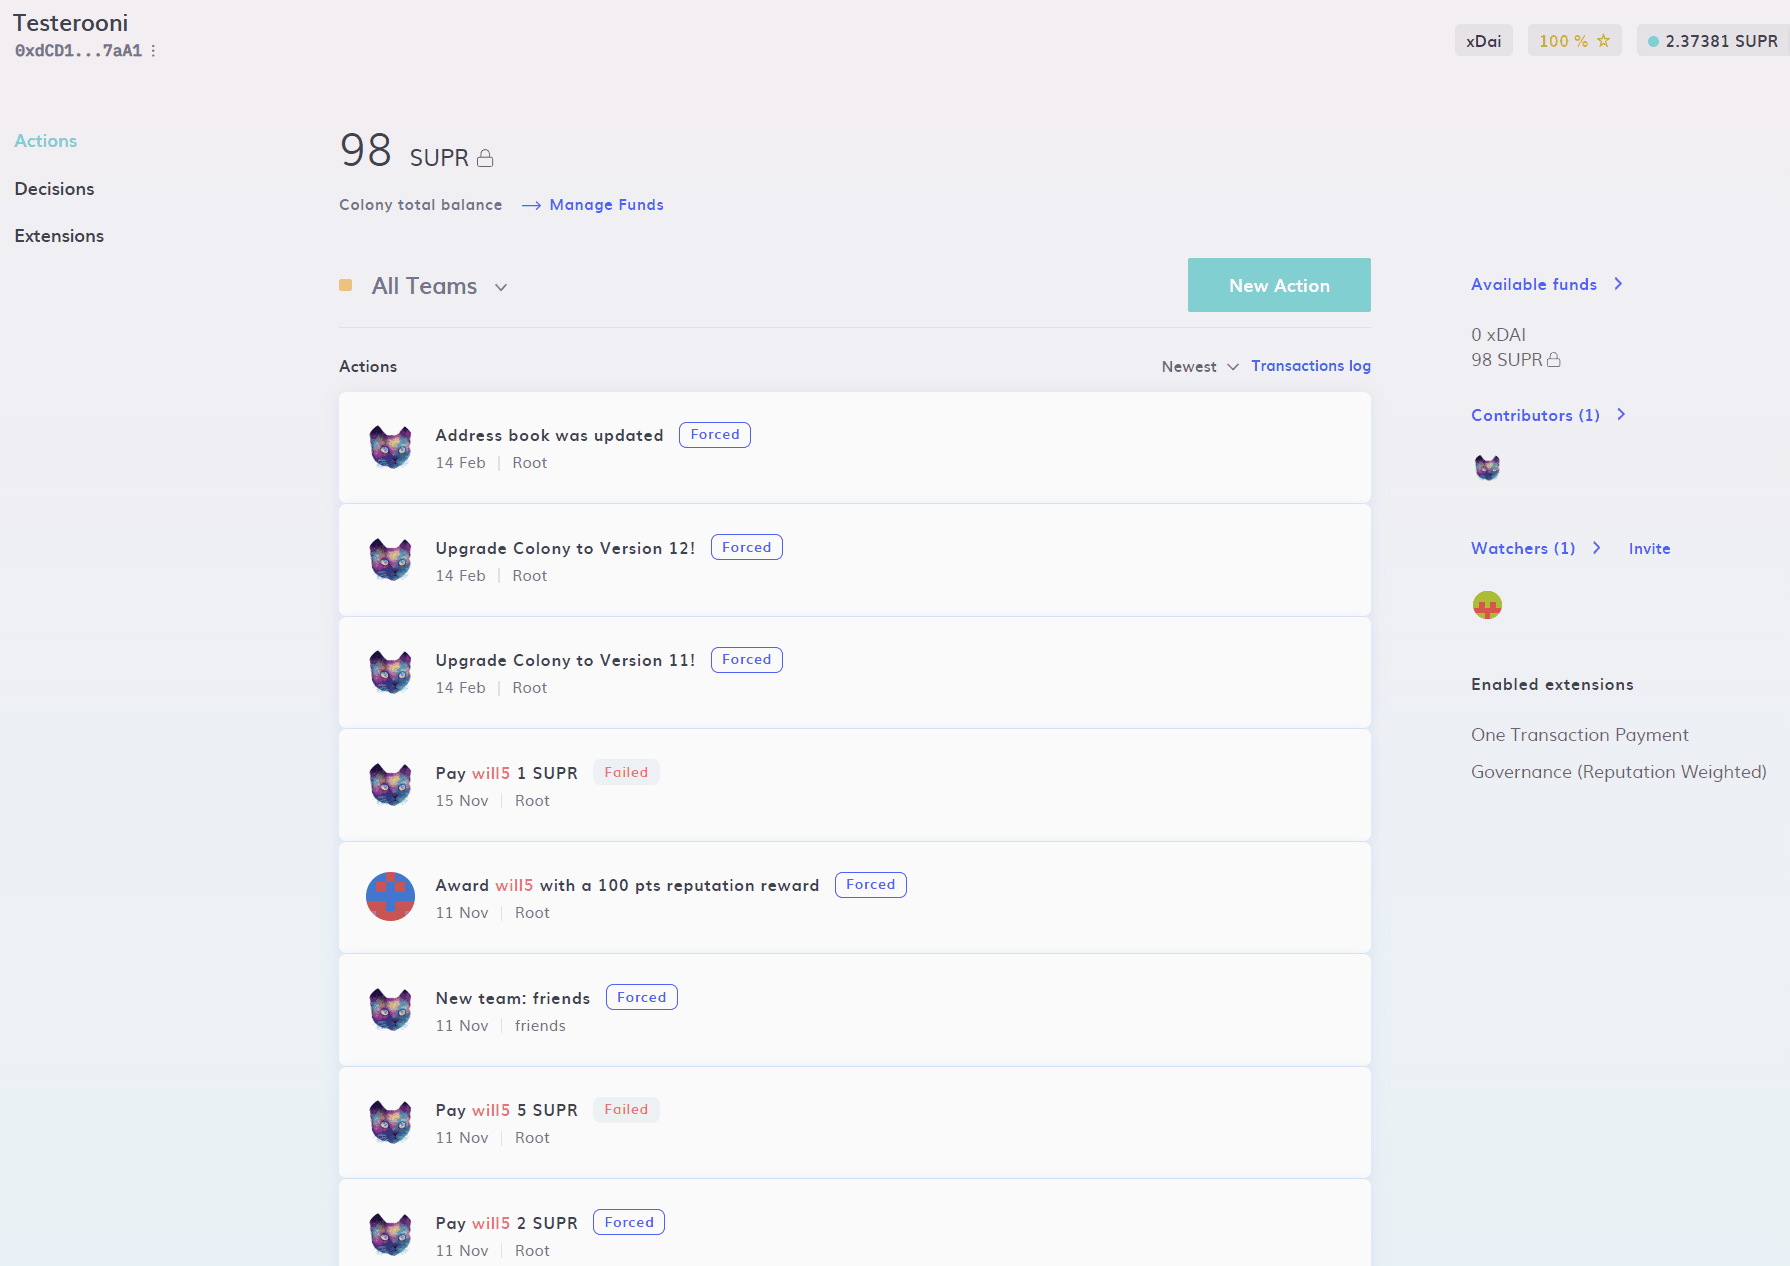 Testerooni
0xdCD1...7aA1
xDai
100 %
2.37381 SUPR
Actions
Decisions
Extensions
98 SUPR
Colony total balance Manage Funds
All Teams
New Action
Actions
Newest Transactions log
Address book was updated Forced
14 Feb Root
Upgrade Colony to Version 12! Forced
14 Feb Root
Upgrade Colony to Version 11! Forced
14 Feb Root
Pay will5 1 SUPR Failed
15 Nov Root
Award will5 with a 100 pts reputation reward Forced
11 Nov Root
New team: friends Forced
11 Nov friends
Pay will5 5 SUPR Failed
11 Nov Root
Pay will5 2 SUPR Forced
11 Nov Root
Available funds
0 xDAI
98 SUPR
Contributors (1)
Watchers (1) Invite
Enabled extensions
One Transaction Payment
Governance (Reputation Weighted)